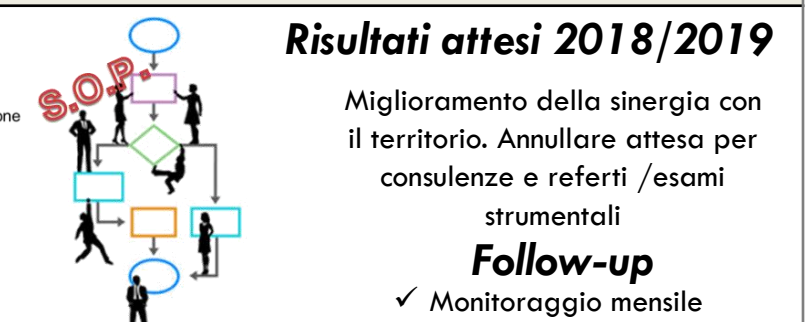 Risultati attesi 2018/2019
one
S.O.P.
Miglioramento della sinergia con
il territorio. Annullare attesa per
consulenze e referti /esami
strumentali
Follow-up
✓ Monitoraggio mensile